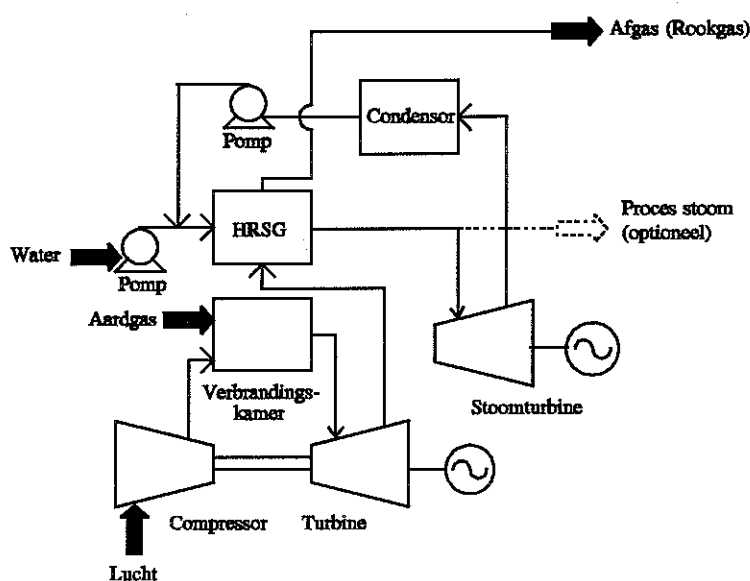 Afgas (Rookgas)
Condensor
Pomp
HRSG
Proces stoom
(optioneel)
Water
Pomp
Aardgas
Verbrandings-
kamer
Stoomturbine
Compressor
Turbine
Lucht